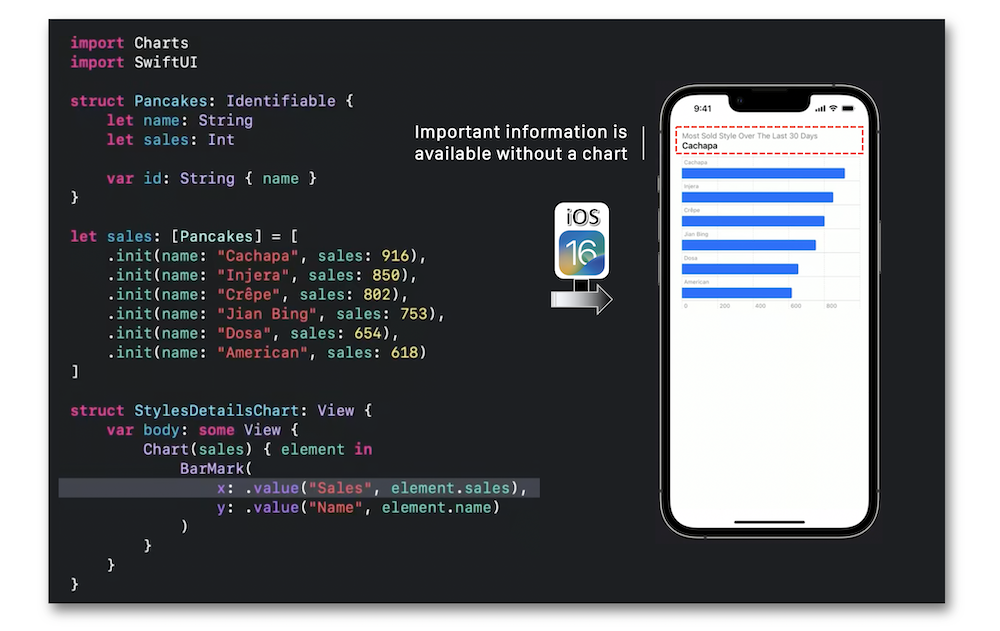 import Charts
import SwiftUI
struct Pancakes: Identifiable {
let name: String
let sales: Int
var id: String { name }
}
let sales: [Pancakes] = [
.init(name: "Cachapa", sales: 916),
.init(name: "Injera", sales: 850),
.init(name: "Crêpe", sales: 802),
.init(name: "Jian Bing", sales: 753),
.init(name: "Dosa", sales: 654),
.init(name: "American", sales: 618)
]
struct StylesDetailsChart: View {
var body: some View {
Chart(sales) { element in
BarMark(
x: .value("Sales", element.sales),
y: .value("Name", element.name)
)
}
}
}
Important information is
available without a chart
iOS
16
9:41
Most Sold Style Over The Last 30 Days
Cachapa
Cachapa
Injera
Crêpe
Jian Bing
Dosa
American
0 200 400 600 800